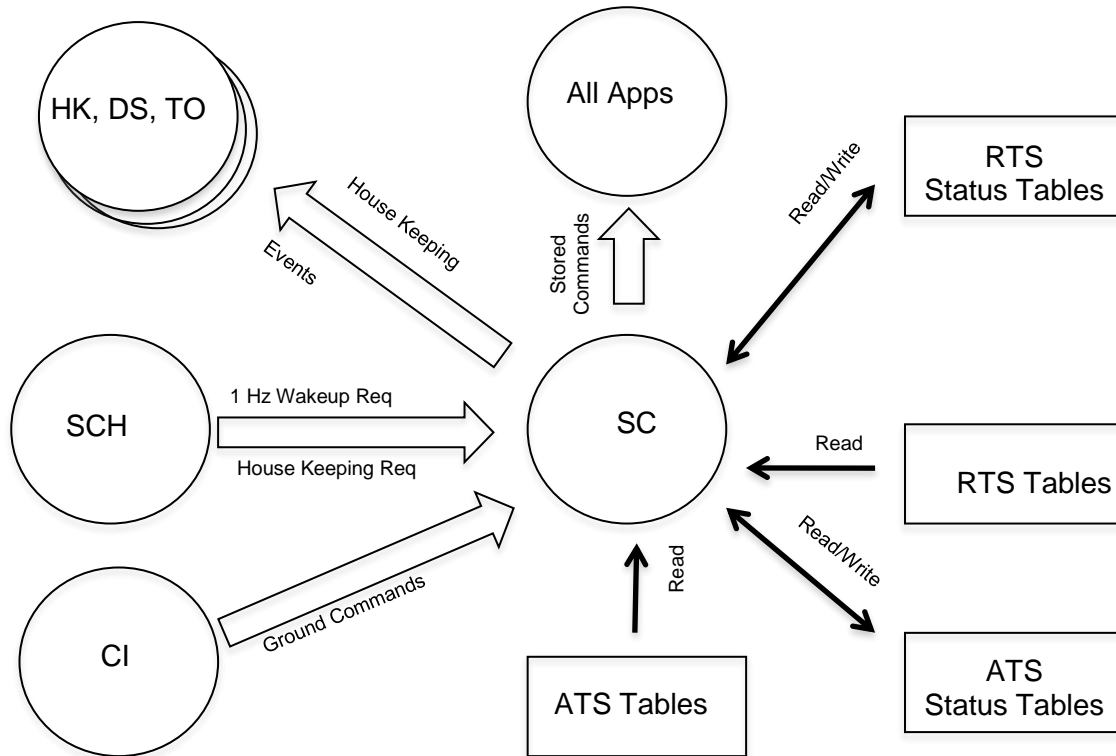 HK, DS, TO
All Apps
RTS
Status Tables
House Keeping
Events
Stored
Commands
Read/Write
SCH
1 Hz Wakeup Req
House Keeping Req
SC
Read
RTS Tables
CI
Ground Commands
Read
Read/Write
ATS Tables
ATS
Status Tables